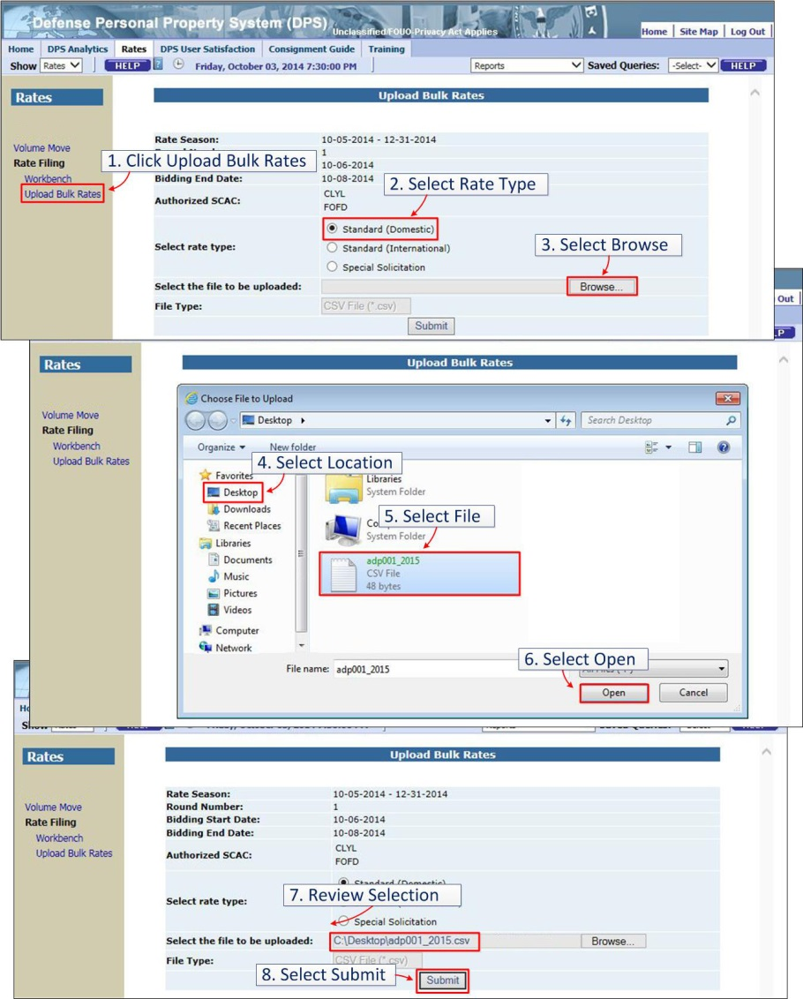 Defense Personal Property System (DPS)
Unclassified/FOUO-Privacy Act Applies
Home | Site Map | Log Out |
Home DPS Analytics Rates DPS User Satisfaction Consignment Guide Training
Show Rates HELP ? Friday, October 03, 2014 7:30:00 PM Reports Saved Queries: -Select- HELP
Rates
Upload Bulk Rates
Volume Move
Rate Filing
Workbench
Upload Bulk Rates
1. Click Upload Bulk Rates
Rate Season: 10-05-2014 - 12-31-2014
1
10-06-2014
Bidding End Date: 10-08-2014
2. Select Rate Type
Authorized SCAC: CLYL
FOFD
Select rate type:
Standard (Domestic)
Standard (International)
Special Solicitation
3. Select Browse
Select the file to be uploaded: Browse...
File Type: CSV File (*.csv)
Submit
Out
Rates
Upload Bulk Rates
Volume Move
Rate Filing
Workbench
Upload Bulk Rates
Choose File to Upload
Desktop
Search Desktop
Organize New folder
4. Select Location
Favorites
Desktop
Downloads
Recent Places
Libraries
Documents
Music
Pictures
Videos
Computer
Network
Libraries
System Folder
5. Select File
System Folder
adp001_2015
CSV File
48 bytes
File name: adp001_2015
6. Select Open
Open Cancel
Rates
Upload Bulk Rates
Volume Move
Rate Filing
Workbench
Upload Bulk Rates
Rate Season: 10-05-2014 - 12-31-2014
Round Number: 1
Bidding Start Date: 10-06-2014
Bidding End Date: 10-08-2014
Authorized SCAC: CLYL
FOFD
Select rate type:
Standard (Domestic)
7. Review Selection
Special Solicitation
Select the file to be uploaded: C:\Desktop\adp001_2015.csv Browse...
File Type: CSV File (*.csv)
8. Select Submit
Submit